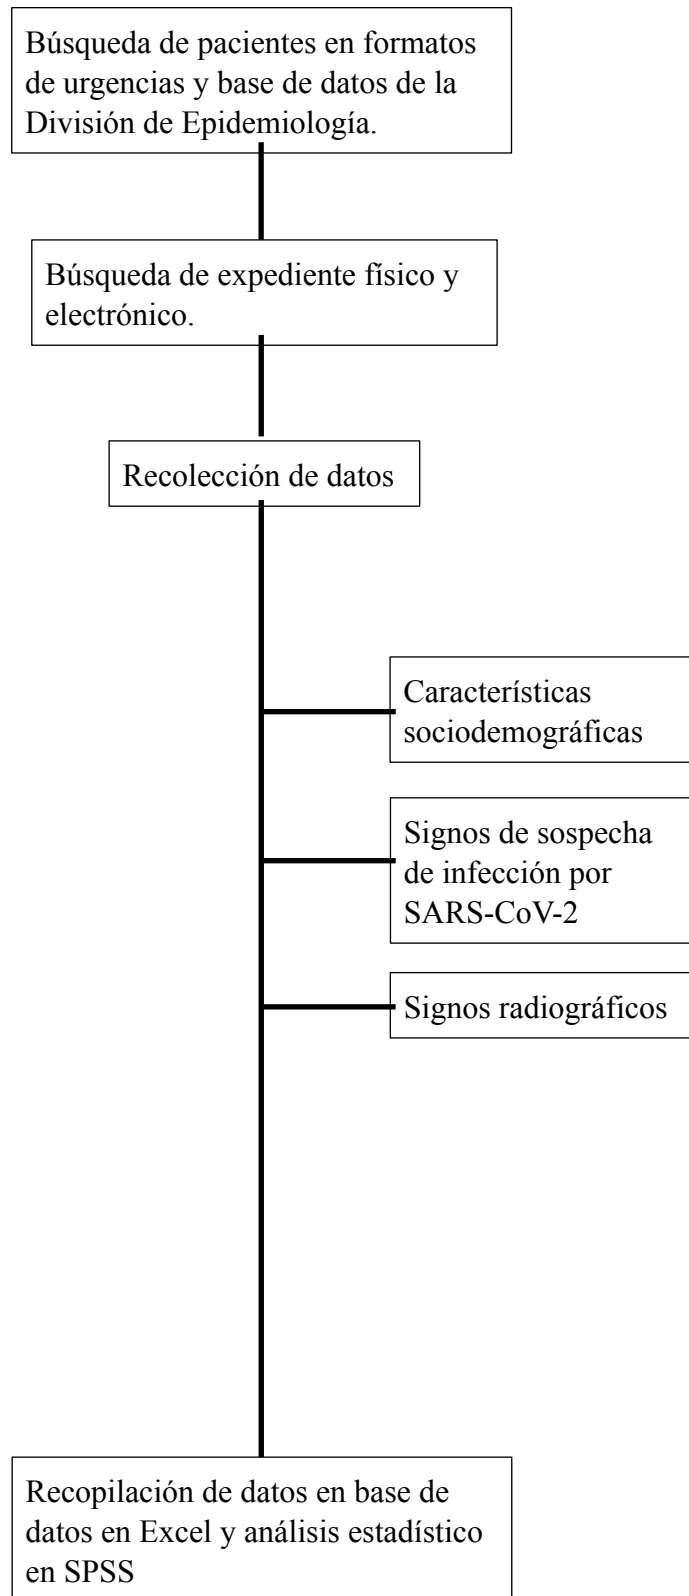 Búsqueda de pacientes en formatos
de urgencias y base de datos de la
División de Epidemiología.
Búsqueda de expediente físico y
electrónico.
Recolección de datos
Característícas
sociodemográficas
Signos de sospecha
de infección por
SARS-CoV-2
Signos radiográficos
Recopilación de datos en base de
datos en Excel y análisis estadístico
en SPSS